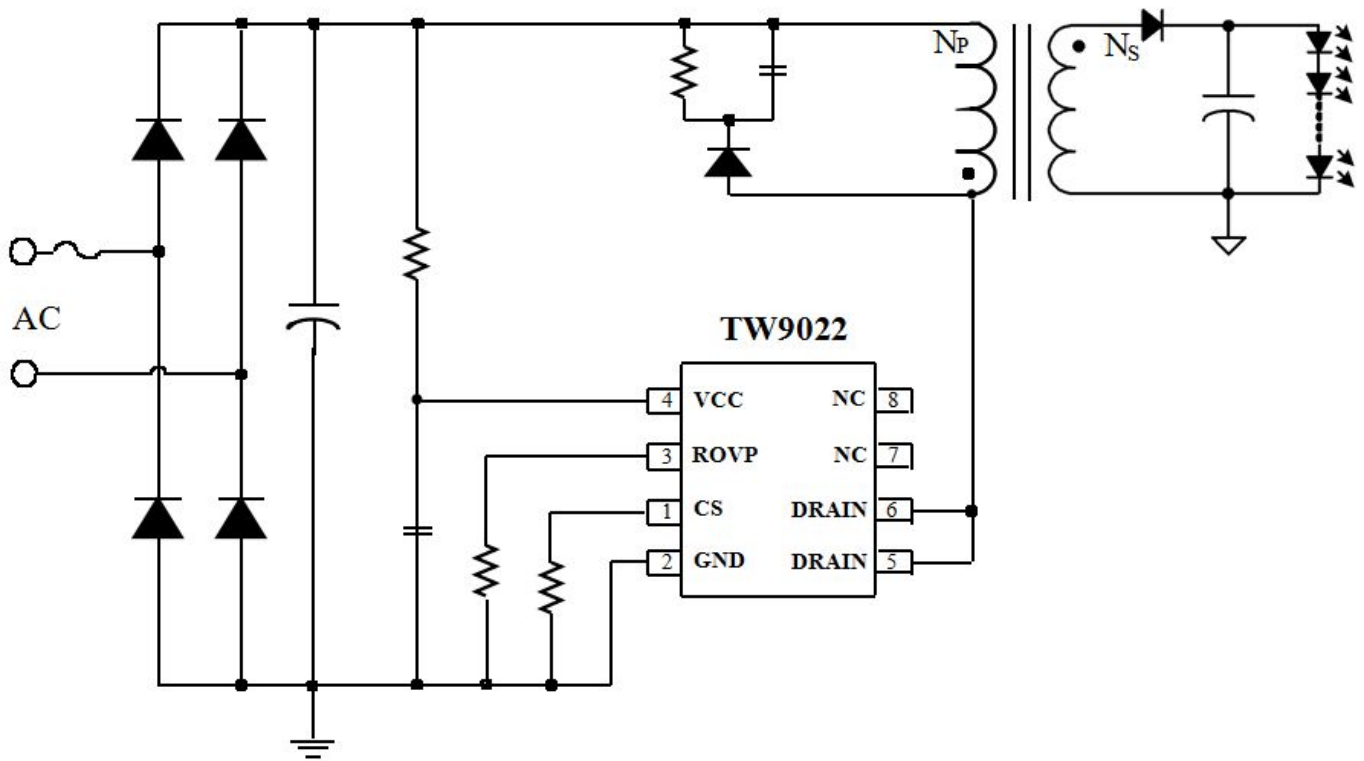 NP
NS
AC
TW9022
4 VCC NC 8
3 ROVP NC 7
1 CS DRAIN 6
2 GND DRAIN 5